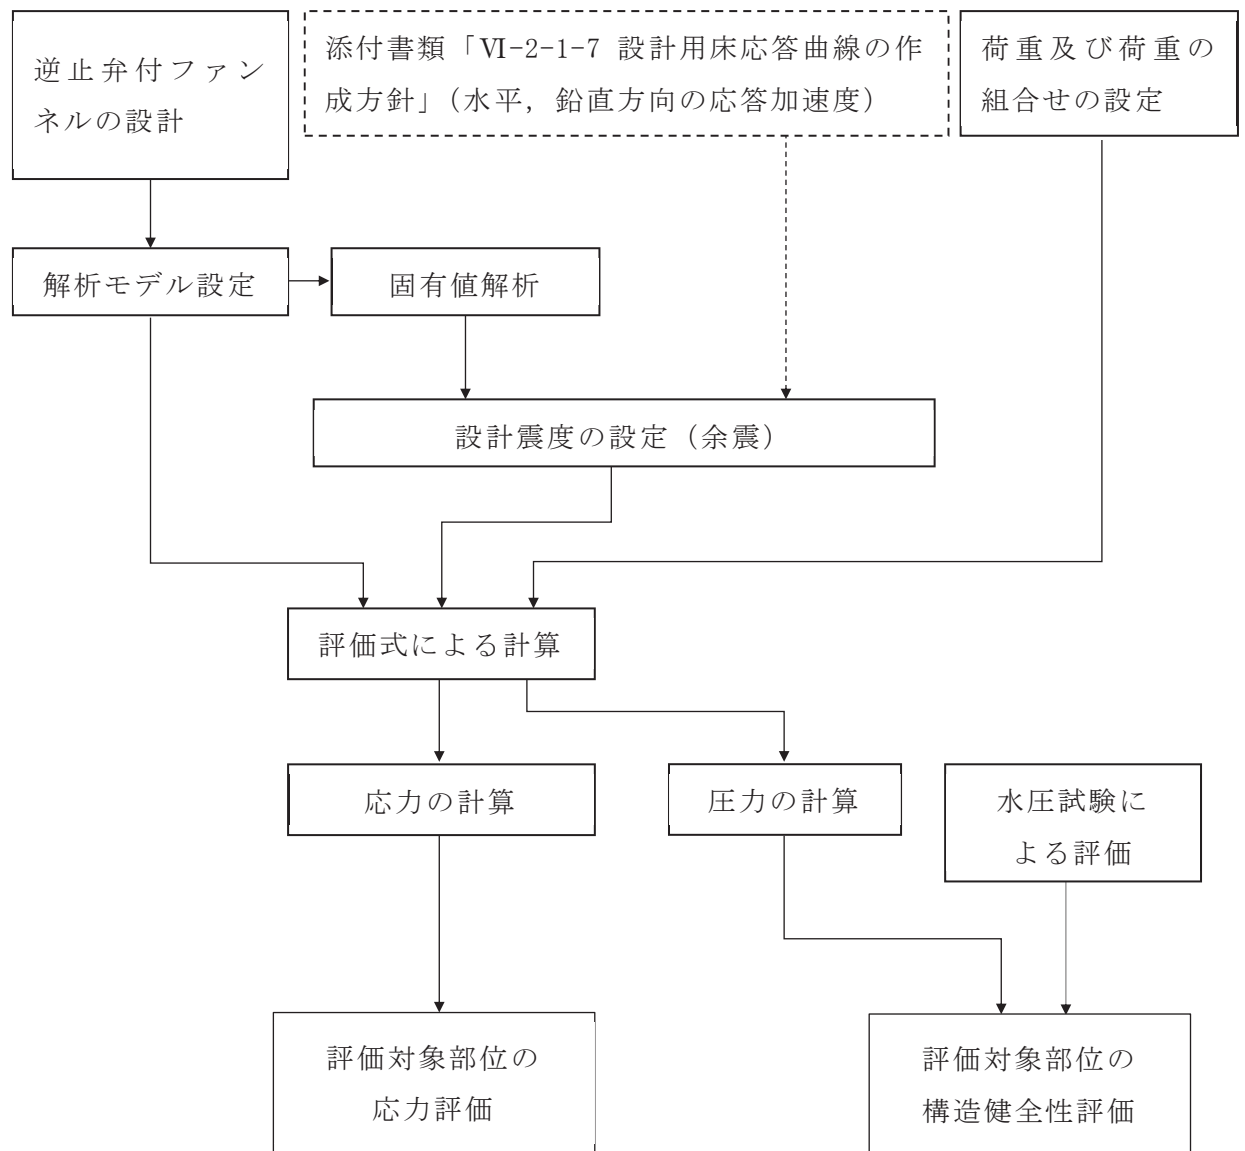 逆止弁付ファン
ネルの設計
添付書類「Ⅵ-2-1-7 設計用床応答曲線の作
成方針」（水平，鉛直方向の応答加速度）
荷重及び荷重の
組合せの設定
解析モデル設定
固有値解析
設計震度の設定（余震）
評価式による計算
応力の計算
圧力の計算
水圧試験に
よる評価
評価対象部位の
応力評価
評価対象部位の
構造健全性評価